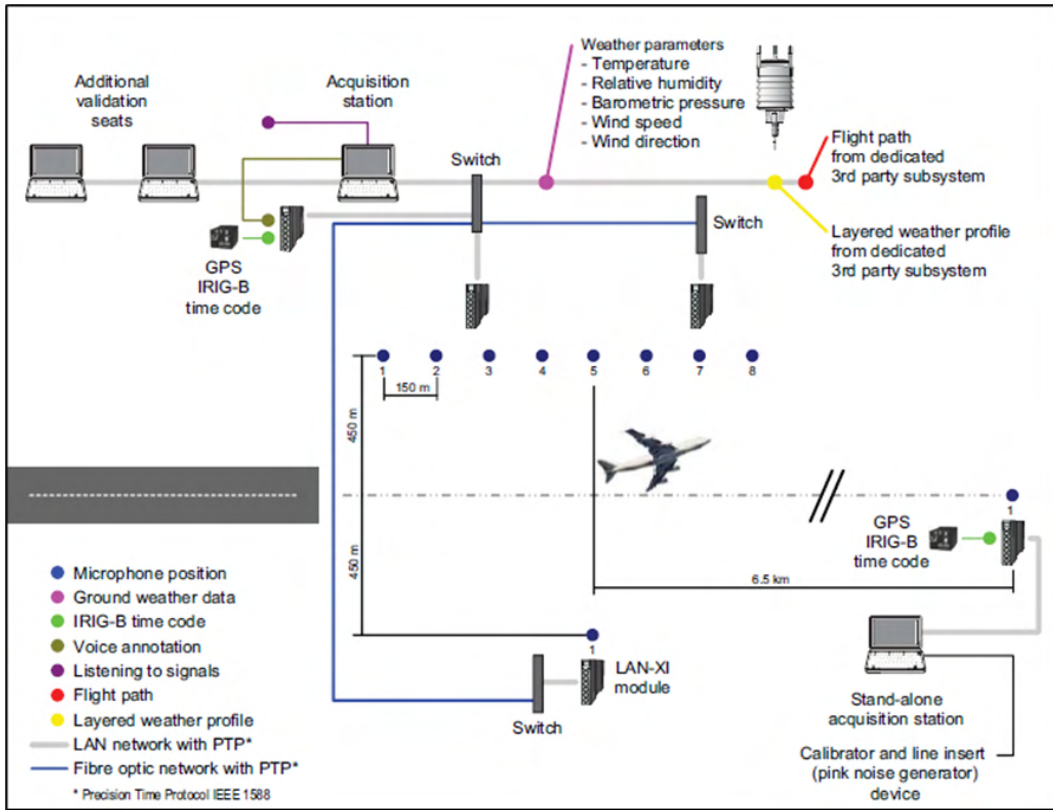 Additional
validation
seats
Acquisition
station
Weather parameters
- Temperature
- Relative humidity
- Barometric pressure
- Wind speed
- Wind direction
Switch
Flight path
from dedicated
3rd party subsystem
Switch
Layered weather profile
from dedicated
3rd party subsystem
GPS
IRIG-B
time code
1
2
3
4
5
6
7
8
150 m
450 m
450 m
1
GPS
IRIG-B
time code
6.5 km
1
LAN-XI
module
Switch
Stand-alone
acquisition station
Calibrator and line insert
(pink noise generator)
device
Microphone position
Ground weather data
IRIG-B time code
Voice annotation
Listening to signals
Flight path
Layered weather profile
LAN network with PTP*
Fibre optic network with PTP*
* Precision Time Protocol IEEE 1588